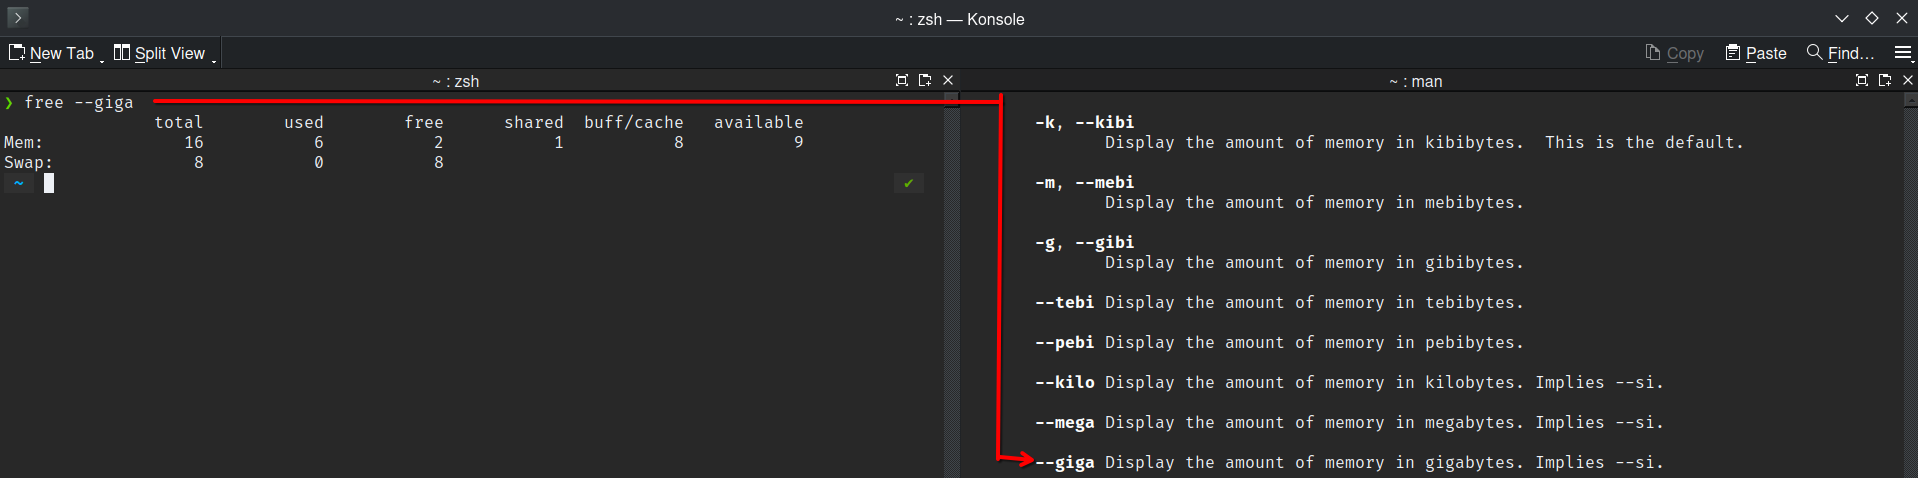 ~ : zsh — Konsole
New Tab Split View Copy Paste Find...
~ : zsh
❯ free --giga
total used free shared buff/cache available
Mem: 16 6 2 1 8 9
Swap: 8 0 8
~ ✔
~ : man
-k, --kibi
Display the amount of memory in kibibytes. This is the default.
-m, --mebi
Display the amount of memory in mebibytes.
-g, --gibi
Display the amount of memory in gibibytes.
--tebi Display the amount of memory in tebibytes.
--pebi Display the amount of memory in pebibytes.
--kilo Display the amount of memory in kilobytes. Implies --si.
--mega Display the amount of memory in megabytes. Implies --si.
--giga Display the amount of memory in gigabytes. Implies --si.